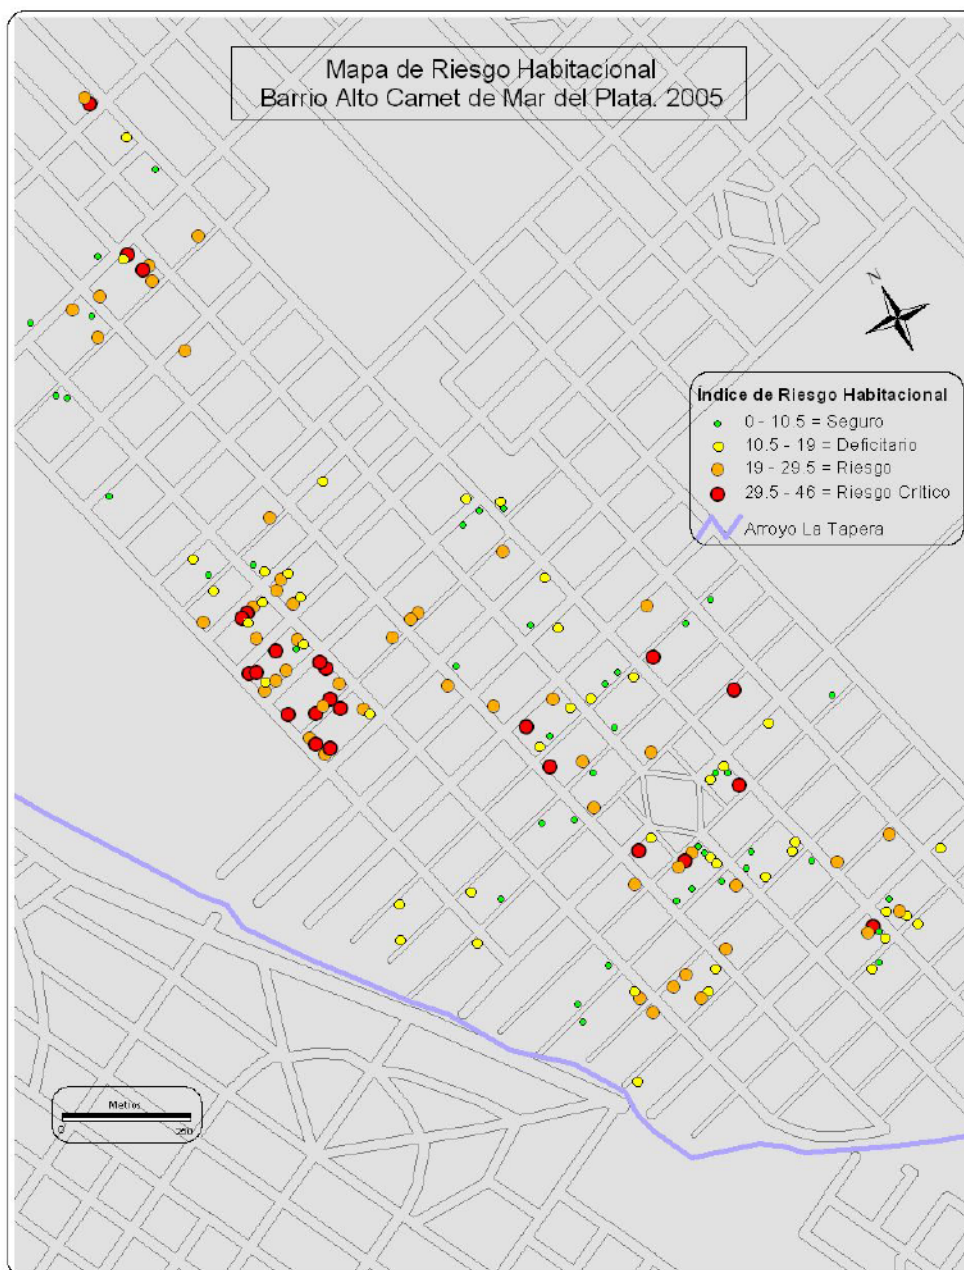 Mapa de Riesgo Habitacional
Barrio Alto Camet de Mar del Plata. 2005
N
Índice de Riesgo Habitacional
0 - 10.5 = Seguro
10.5 - 19 = Deficitario
19 - 29.5 = Riesgo
29.5 - 46 = Riesgo Crítico
Arroyo La Tapera
Metros
0 250